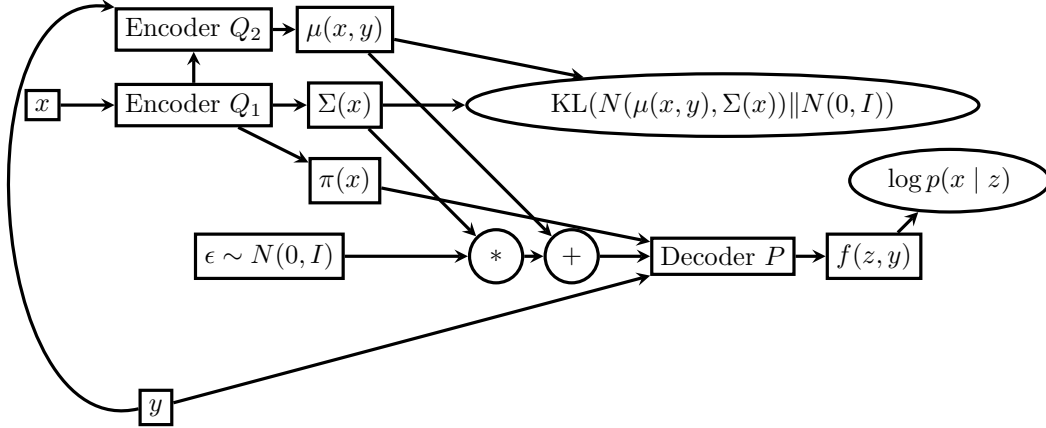 Encoder Q₂
μ(x, y)
x
Encoder Q₁
Σ(x)
KL(N(μ(x, y), Σ(x))‖N(0, I))
π(x)
log p(x | z)
ϵ ∼ N(0, I)
*
+
Decoder P
f(z, y)
y